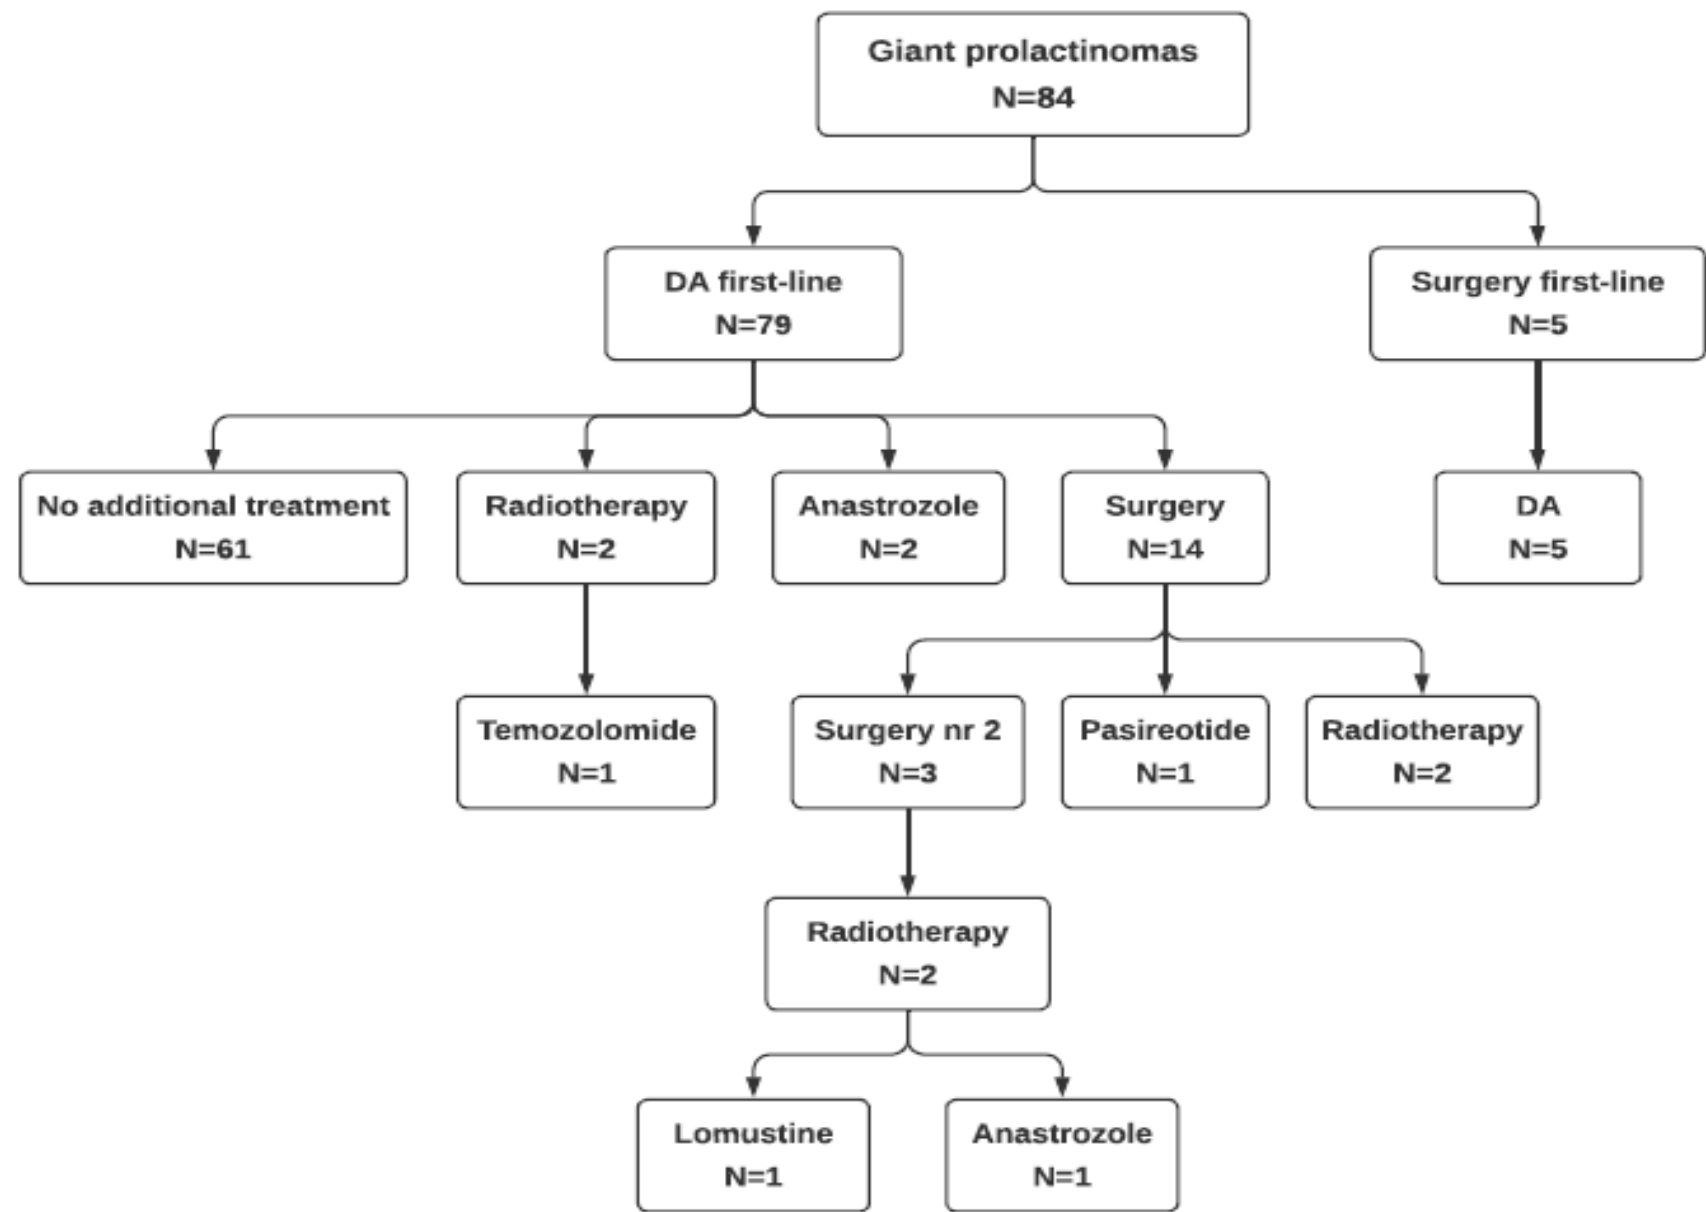 Giant prolactinomas
N=84
DA first-line
N=79
Surgery first-line
N=5
No additional treatment
N=61
Radiotherapy
N=2
Anastrozole
N=2
Surgery
N=14
DA
N=5
Temozolomide
N=1
Surgery nr 2
N=3
Pasireotide
N=1
Radiotherapy
N=2
Radiotherapy
N=2
Lomustine
N=1
Anastrozole
N=1